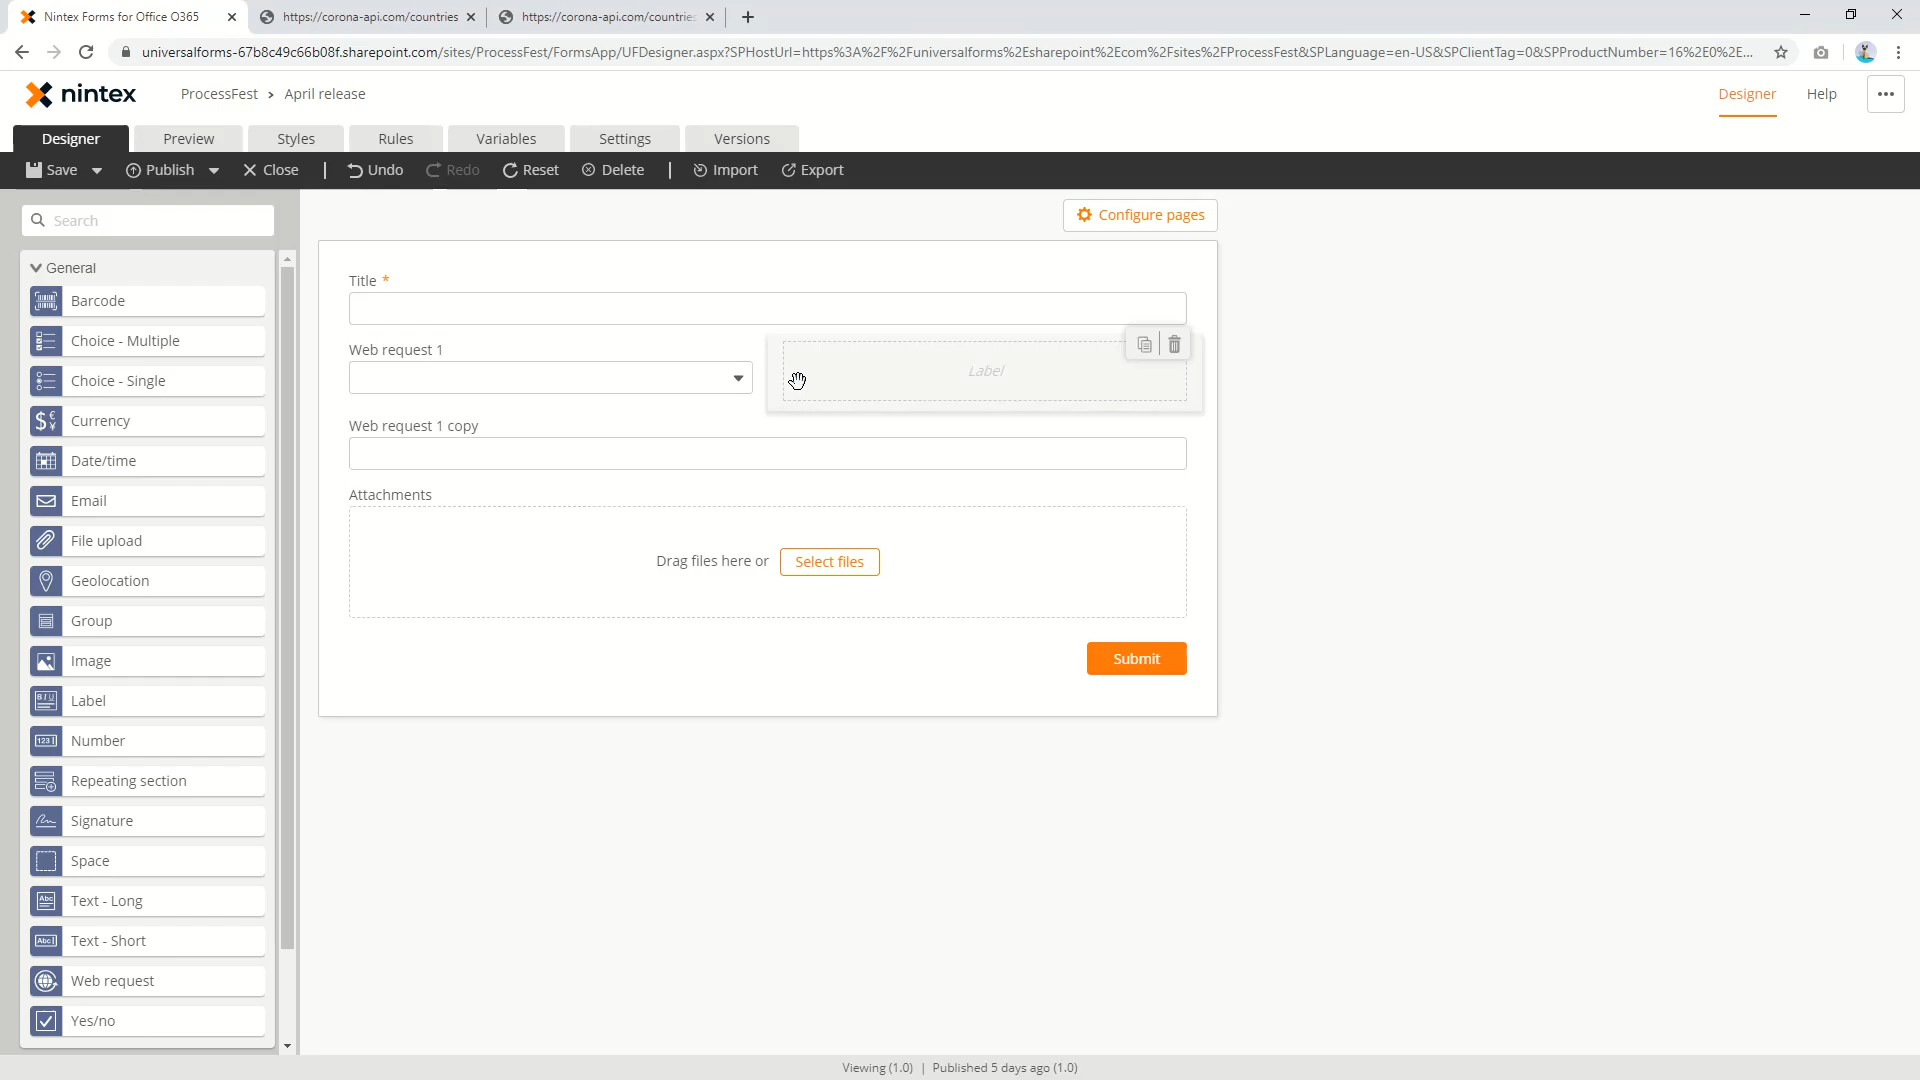 Nintex Forms for Office O365
https://corona-api.com/countries
https://corona-api.com/countries
universalforms-67b8c49c66b08f.sharepoint.com/sites/ProcessFest/FormsApp/UFDesigner.aspx?SPHostUrl=https%3A%2F%2Funiversalforms%2Esharepoint%2Ecom%2Fsites%2FProcessFest&SPLanguage=en-US&SPClientTag=0&SPProductNumber=16%2E0%2E...
nintex
ProcessFest > April release
Designer
Help
Designer
Preview
Styles
Rules
Variables
Settings
Versions
Save
Publish
Close
Undo
Redo
Reset
Delete
Import
Export
Search
Configure pages
General
Barcode
Choice - Multiple
Choice - Single
Currency
Date/time
Email
File upload
Geolocation
Group
Image
Label
Number
Repeating section
Signature
Space
Text - Long
Text - Short
Web request
Yes/no
Title *
Web request 1
Label
Web request 1 copy
Attachments
Drag files here or Select files
Submit
Viewing (1.0) | Published 5 days ago (1.0)